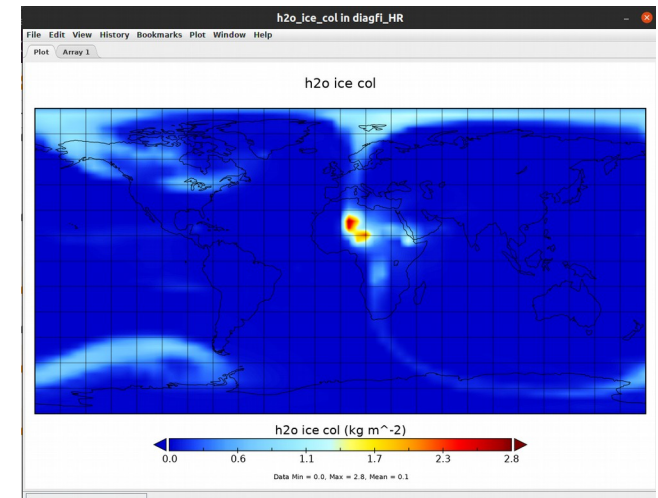 h2o_ice_col in diagfi_HR
File Edit View History Bookmarks Plot Window Help
Plot Array 1
h2o ice col
h2o ice col (kg m^-2)
0.0 0.6 1.1 1.7 2.3 2.8
Data Min = 0.0, Max = 2.8, Mean = 0.1